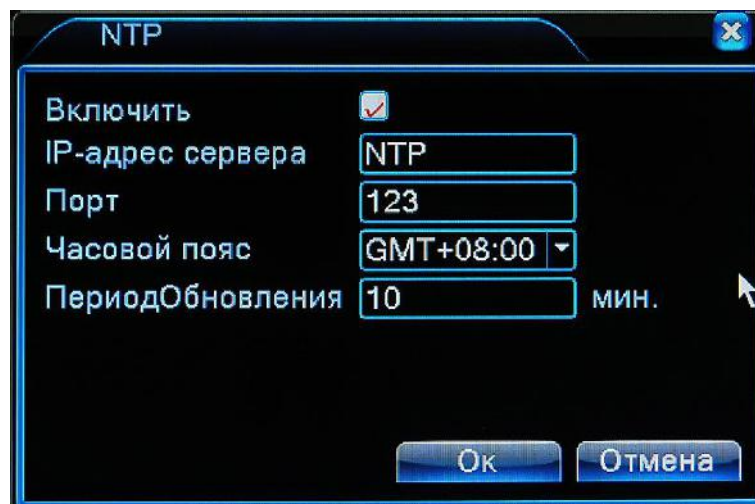 NTP
Включить
IP-адрес сервера NTP
Порт 123
Часовой пояс GMT+08:00
ПериодОбновления 10 мин.
Ок Отмена